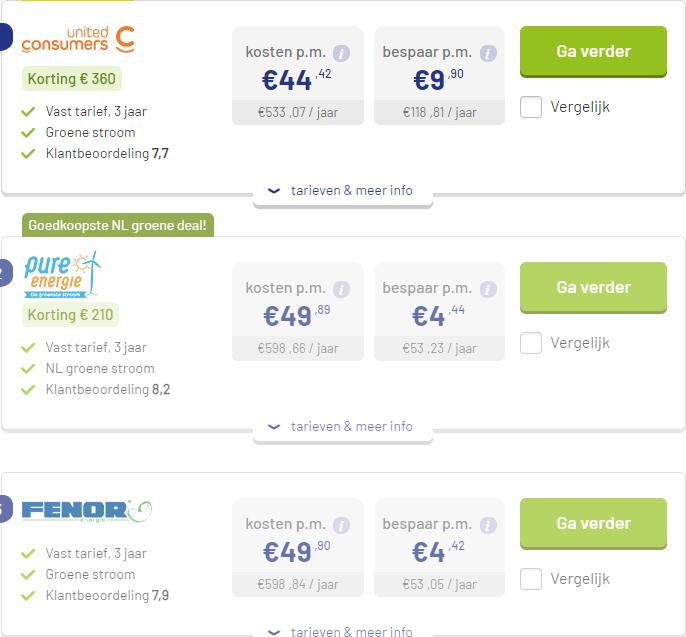 united
consumers
Korting € 360
Vast tarief, 3 jaar
Groene stroom
Klantbeoordeling 7,7
kosten p.m. i
€44,42
€533 ,07 / jaar
bespaar p.m. i
€9,90
€118 ,81 / jaar
Ga verder
Vergelijk
tarieven & meer info
Goedkoopste NL groene deal!
pure
energie
De groenste stroom
Korting € 210
Vast tarief, 3 jaar
NL groene stroom
Klantbeoordeling 8,2
kosten p.m. i
€49,89
€598 ,66 / jaar
bespaar p.m. i
€4,44
€53 ,23 / jaar
Ga verder
Vergelijk
tarieven & meer info
FENOR
energie
Vast tarief, 3 jaar
Groene stroom
Klantbeoordeling 7,9
kosten p.m. i
€49,90
€598 ,84 / jaar
bespaar p.m. i
€4,42
€53 ,05 / jaar
Ga verder
Vergelijk
tarieven & meer info